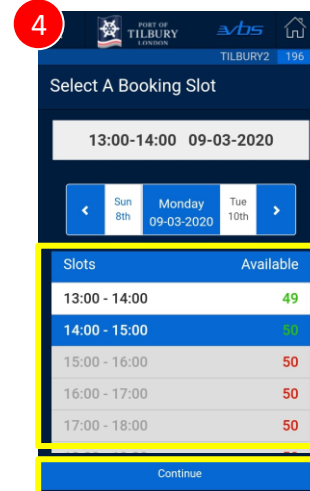 4
PORT OF
TILBURY
LONDON
vbs
TILBURY2 196
Select A Booking Slot
13:00-14:00 09-03-2020
Sun
8th
Monday
09-03-2020
Tue
10th
Slots Available
13:00 - 14:00 49
14:00 - 15:00 50
15:00 - 16:00 50
16:00 - 17:00 50
17:00 - 18:00 50
Continue